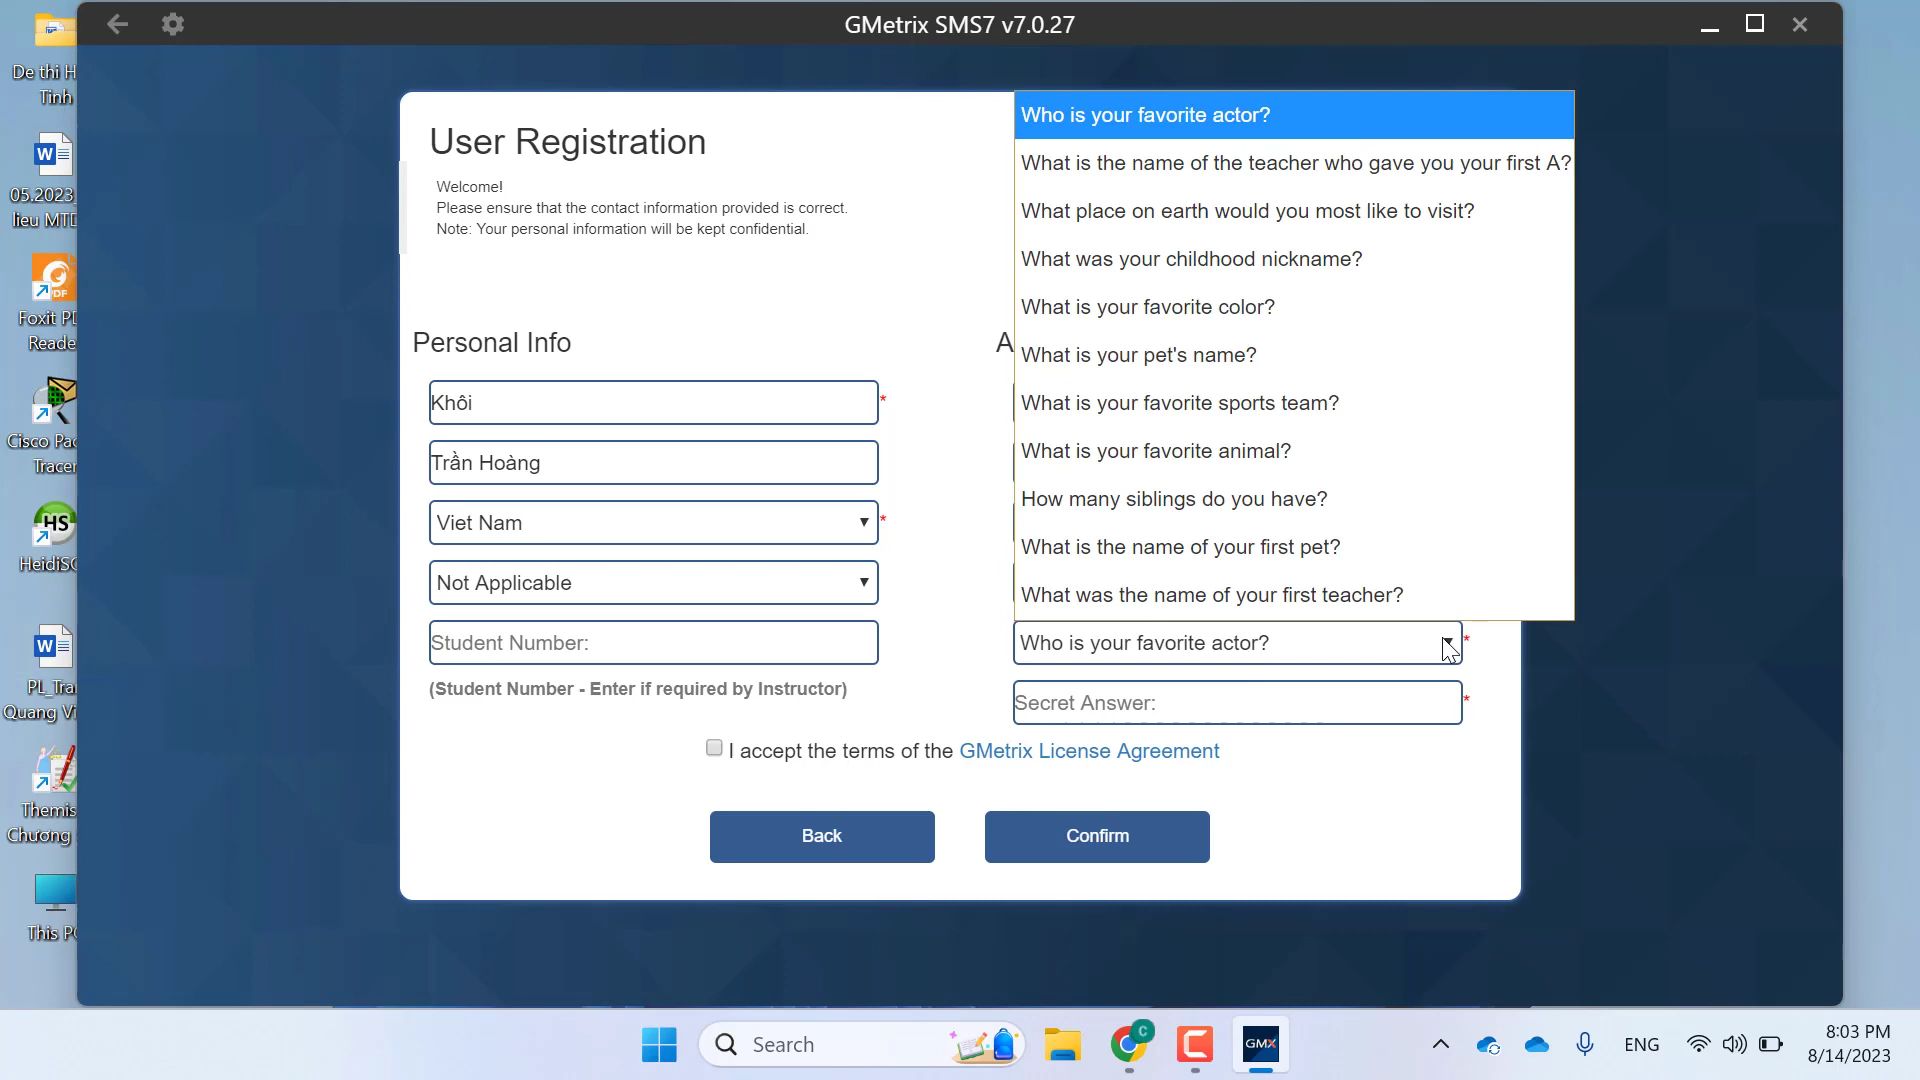 GMetrix SMS7 v7.0.27
De thi H
Tinh
05.2023
lieu MTD
Foxit PD
Reade
Cisco Pac
Tracer
HeidiSQ
PL_Tra
Quang Vi
Themis
Chương
This PC
User Registration
Welcome!
Please ensure that the contact information provided is correct.
Note: Your personal information will be kept confidential.
Personal Info
Khôi
*
Trần Hoàng
Viet Nam
*
Not Applicable
Student Number:
(Student Number - Enter if required by Instructor)
A
Who is your favorite actor?
What is the name of the teacher who gave you your first A?
What place on earth would you most like to visit?
What was your childhood nickname?
What is your favorite color?
What is your pet's name?
What is your favorite sports team?
What is your favorite animal?
How many siblings do you have?
What is the name of your first pet?
What was the name of your first teacher?
Who is your favorite actor?
*
Secret Answer:
*
I accept the terms of the GMetrix License Agreement
Back
Confirm
Search
C
GMX
ENG
8:03 PM
8/14/2023